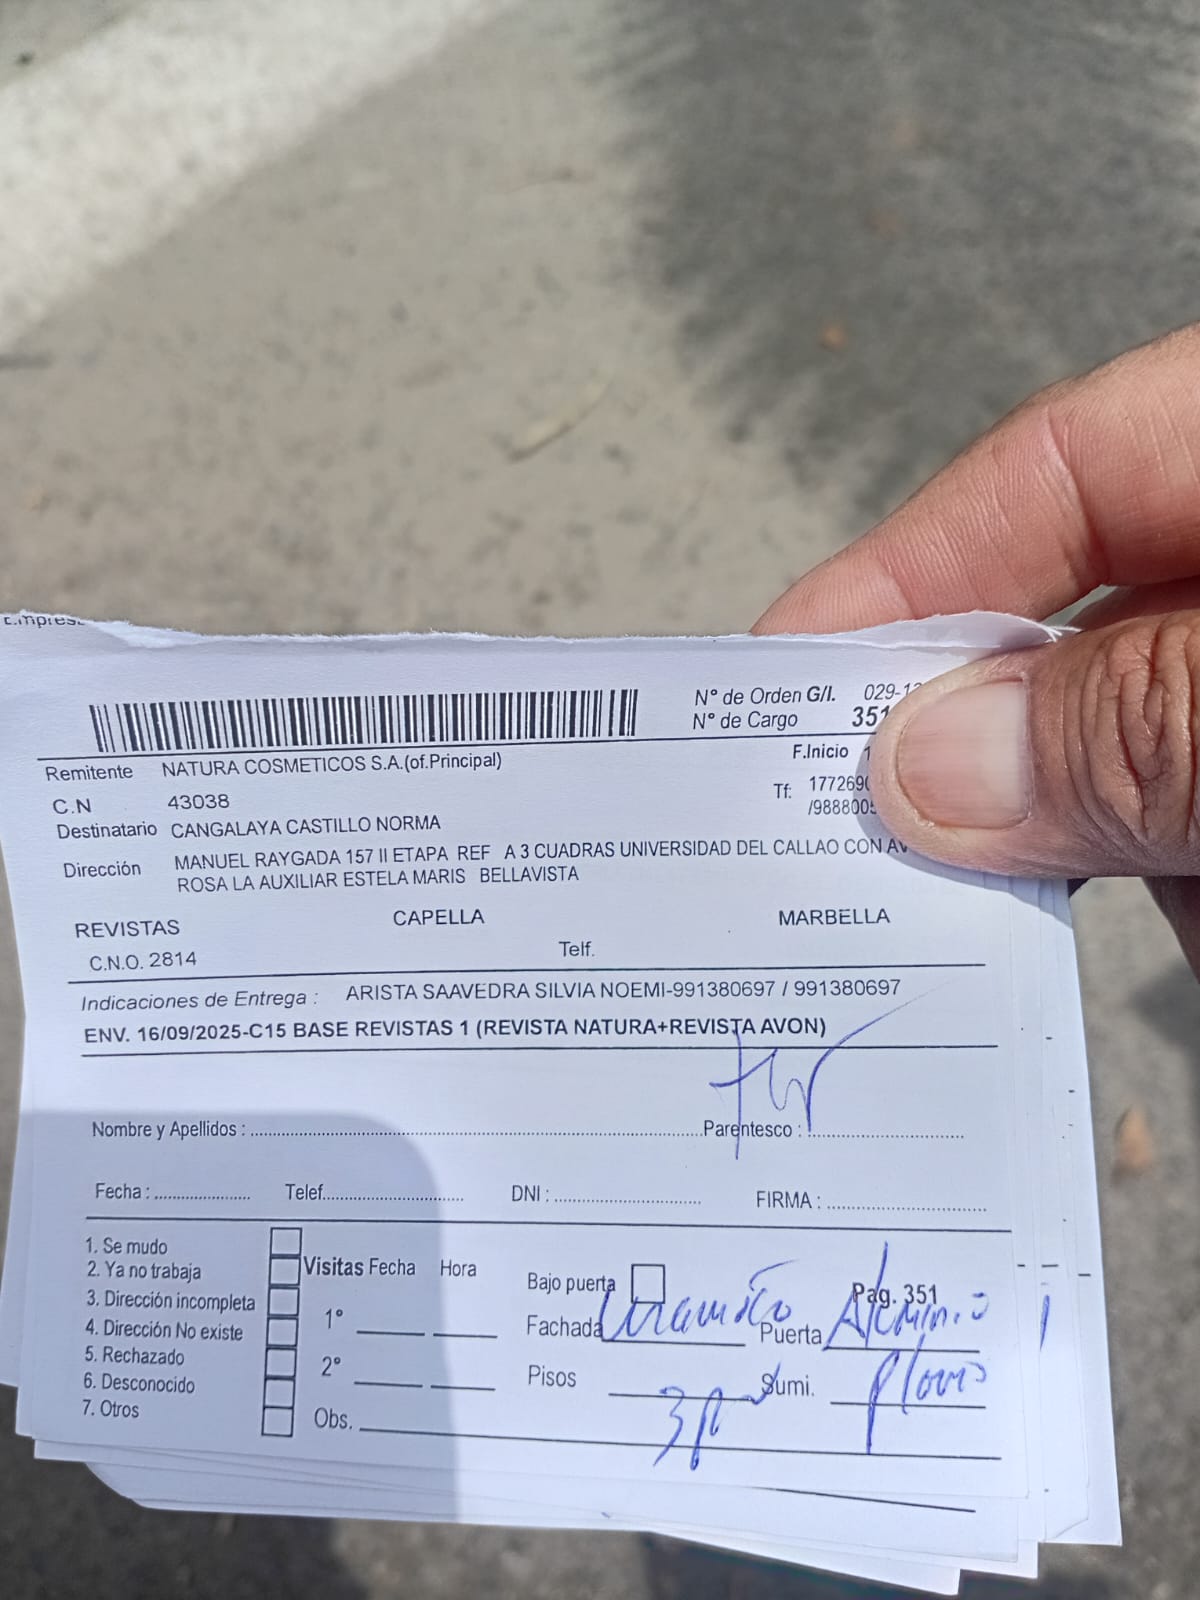 N° de Orden G/I. 029-12
N° de Cargo 351
Remitente NATURA COSMETICOS S.A.(of.Principal)
F.Inicio 1
C.N 43038
Tf: 1772690
/9888005
Destinatario CANGALAYA CASTILLO NORMA
Dirección MANUEL RAYGADA 157 II ETAPA REF A 3 CUADRAS UNIVERSIDAD DEL CALLAO CON AV
ROSA LA AUXILIAR ESTELA MARIS BELLAVISTA
REVISTAS CAPELLA MARBELLA
C.N.O. 2814 Telf.
Indicaciones de Entrega : ARISTA SAAVEDRA SILVIA NOEMI-991380697 / 991380697
ENV. 16/09/2025-C15 BASE REVISTAS 1 (REVISTA NATURA+REVISTA AVON)
Nombre y Apellidos : Parentesco :
Fecha : Telef. DNI : FIRMA :
1. Se mudo
2. Ya no trabaja
3. Dirección incompleta
4. Dirección No existe
5. Rechazado
6. Desconocido
7. Otros
Visitas Fecha Hora
1°
2°
Obs.
Bajo puerta Pag. 351
Fachada Puerta
Pisos 3p Sumi.